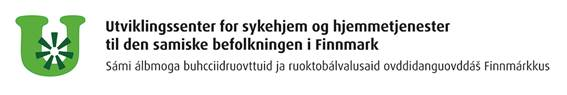 Utviklingssenter for sykehjem og hjemmetjenester
til den samiske befolkningen i Finnmark
Sámi álbmoga buhcciidruovttuid ja ruoktobálvalusaid ovddidanguovddáš Finnmárkkus